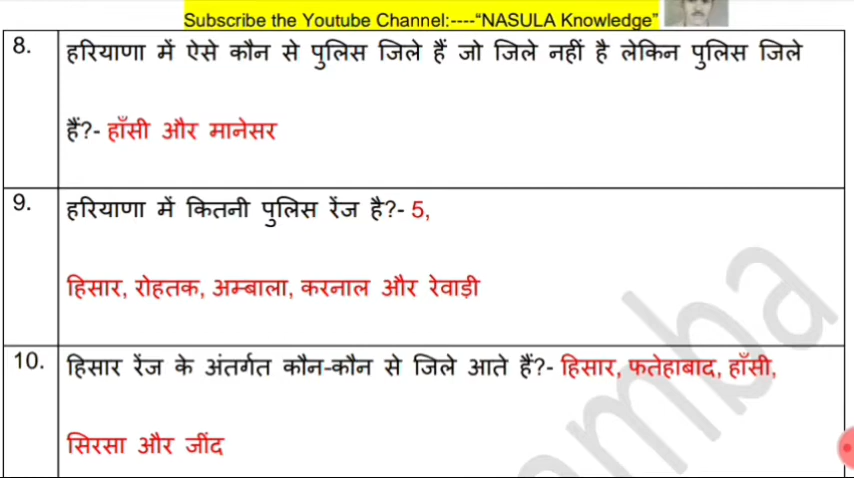 Subscribe the Youtube Channel:----“NASULA Knowledge”
8. हरियाणा में ऐसे कौन से पुलिस जिले हैं जो जिले नहीं है लेकिन पुलिस जिले
हैं?- हाँसी और मानेसर
9. हरियाणा में कितनी पुलिस रेंज है?- 5,
हिसार, रोहतक, अम्बाला, करनाल और रेवाड़ी
10. हिसार रेंज के अंतर्गत कौन-कौन से जिले आते हैं?- हिसार, फतेहाबाद, हाँसी,
सिरसा और जींद